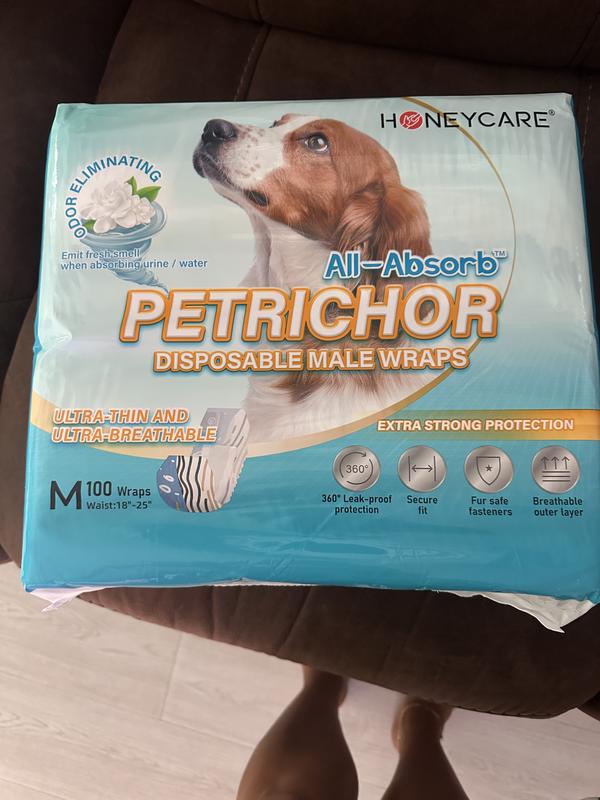 HONEYCARE®
ODOR ELIMINATING
Emit fresh smell
when absorbing urine / water
All-Absorb™
PETRICHOR
DISPOSABLE MALE WRAPS
ULTRA-THIN AND
ULTRA-BREATHABLE
EXTRA STRONG PROTECTION
M 100 Wraps
Waist:18"-25"
360°
360° Leak-proof
protection
Secure
fit
Fur safe
fasteners
Breathable
outer layer